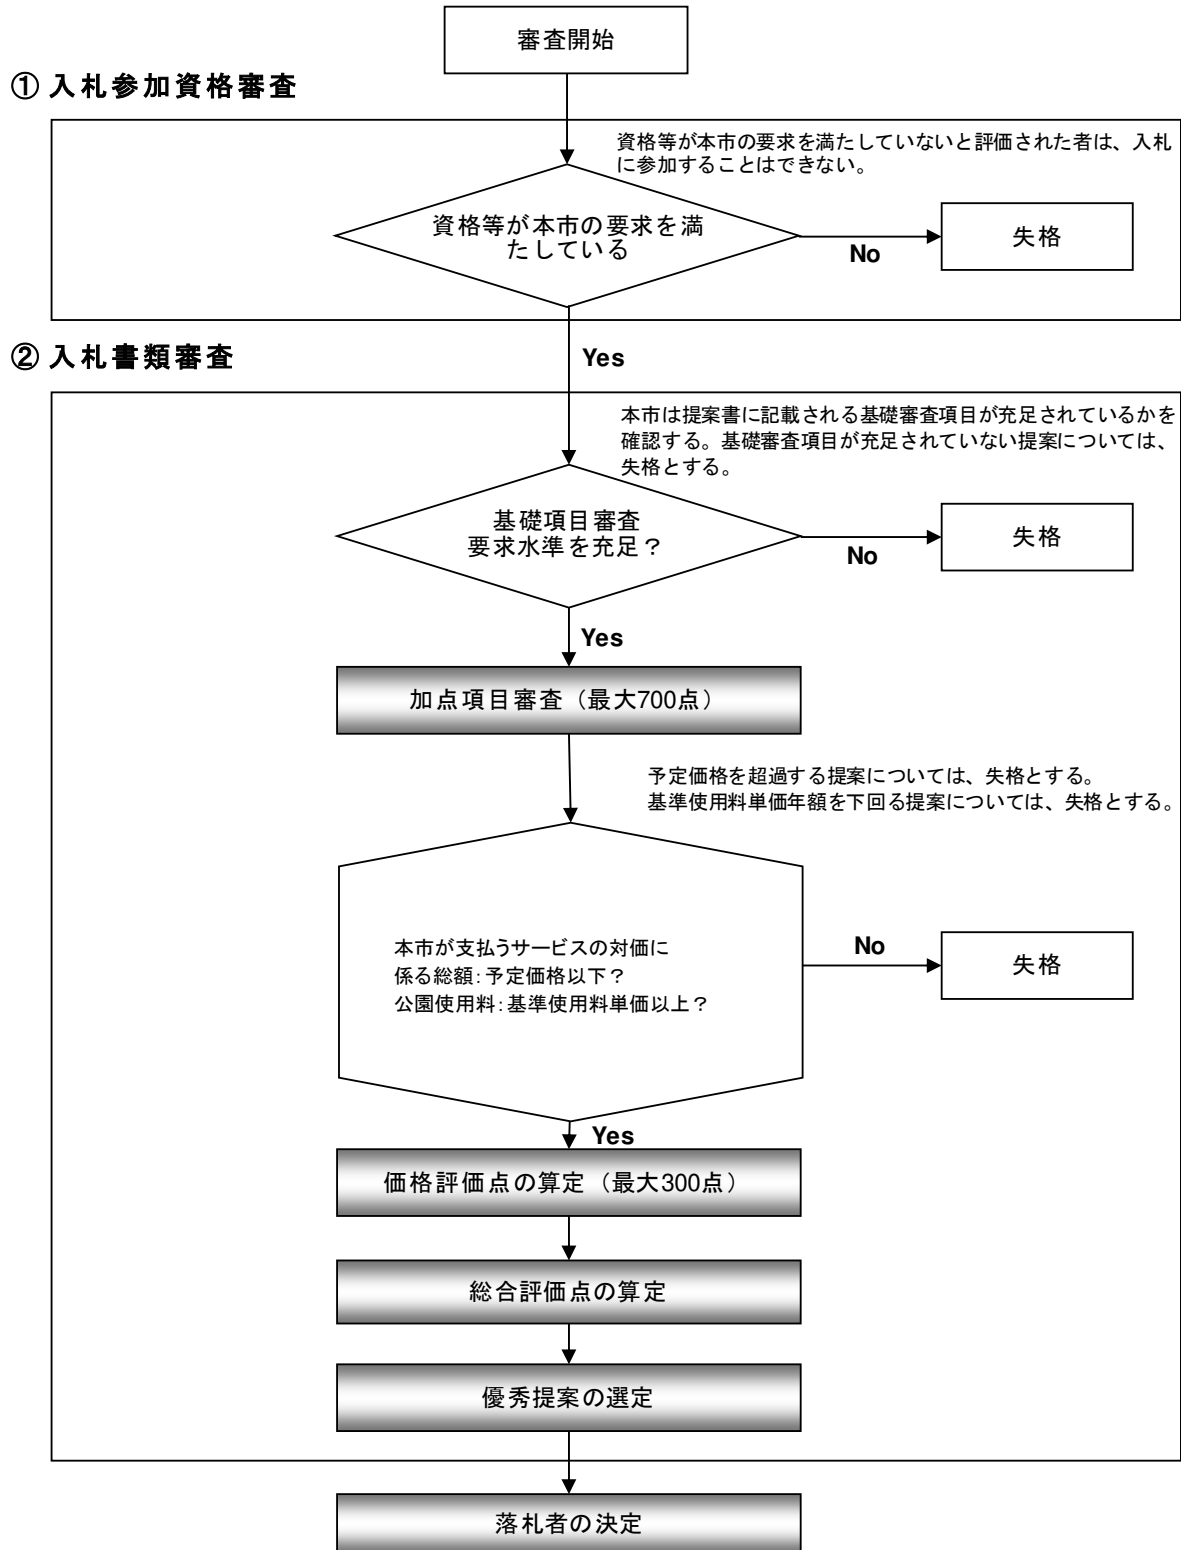 審査開始
① 入札参加資格審査
資格等が本市の要求を満たしていないと評価された者は、入札
に参加することはできない。
資格等が本市の要求を満
たしている
No
失格
② 入札書類審査
Yes
本市は提案書に記載される基礎審査項目が充足されているかを
確認する。基礎審査項目が充足されていない提案については、
失格とする。
基礎項目審査
要求水準を充足？
No
失格
Yes
加点項目審査（最大700点）
予定価格を超過する提案については、失格とする。
基準使用料単価年額を下回る提案については、失格とする。
本市が支払うサービスの対価に
係る総額：予定価格以下？
公園使用料：基準使用料単価以上？
No
失格
Yes
価格評価点の算定（最大300点）
総合評価点の算定
優秀提案の選定
落札者の決定